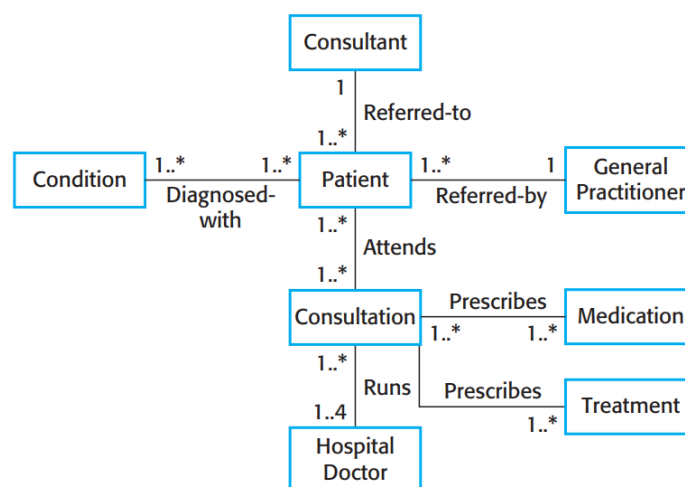 Consultant
1
Referred-to
1..*
1..*
1..*
1..*
1
Condition
Patient
General
Practitioner
Diagnosed-
with
Referred-by
1..*
Attends
1..*
Prescribes
Consultation
Medication
1..*
1..*
1..*
Runs
Prescribes
1..4
Treatment
1..*
Hospital
Doctor